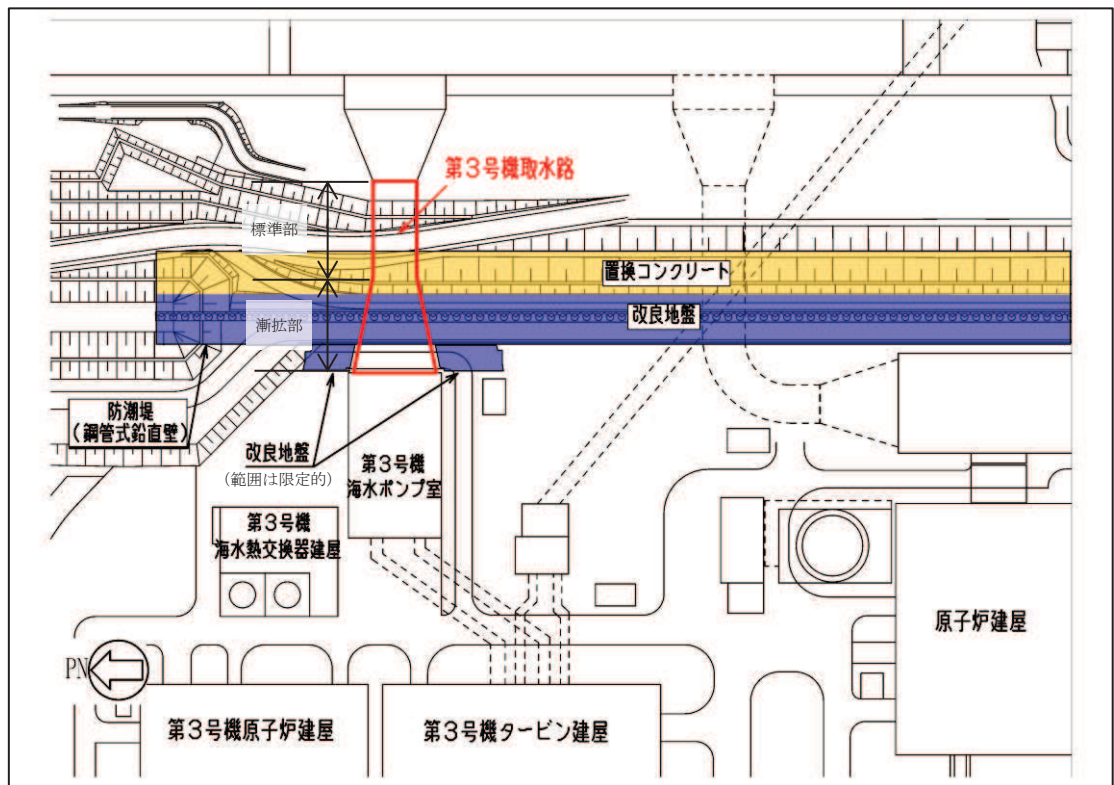 第3号機取水路
標準部
置換コンクリート
改良地盤
漸拡部
防潮堤
(鋼管式鉛直壁)
改良地盤
(範囲は限定的)
第3号機
海水ポンプ室
第3号機
海水熱交換器建屋
原子炉建屋
PN
第3号機原子炉建屋
第3号機タービン建屋